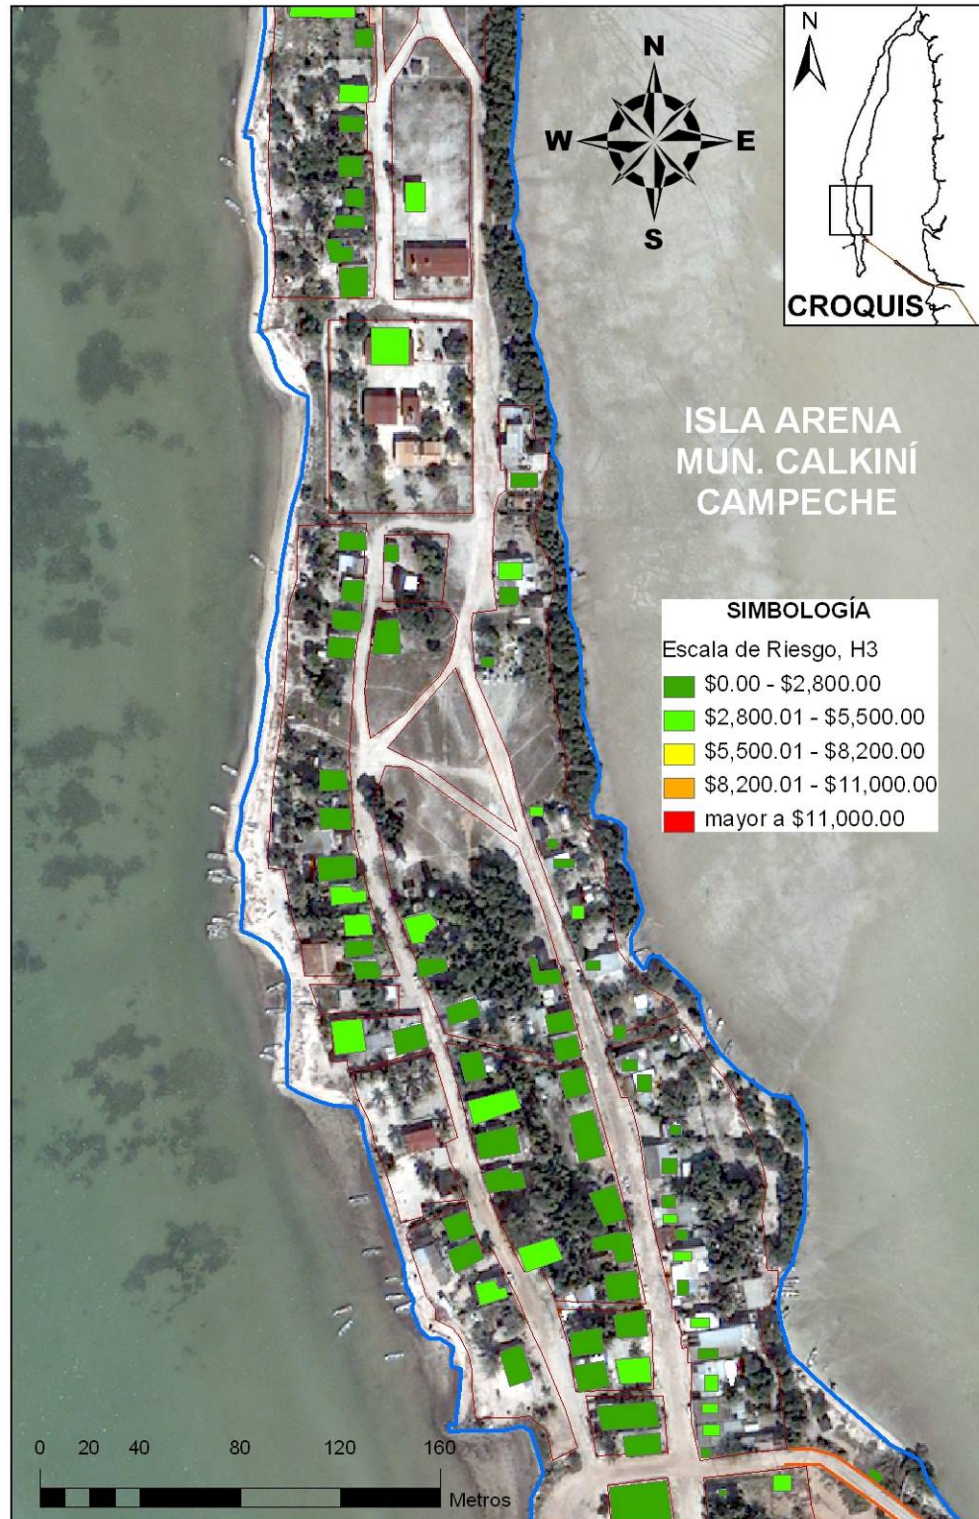 N
W
E
S
N
CROQUIS
ISLA ARENA
MUN. CALKINÍ
CAMPECHE
SIMBOLOGÍA
Escala de Riesgo, H3
$0.00 - $2,800.00
$2,800.01 - $5,500.00
$5,500.01 - $8,200.00
$8,200.01 - $11,000.00
mayor a $11,000.00
0 20 40 80 120 160
Metros